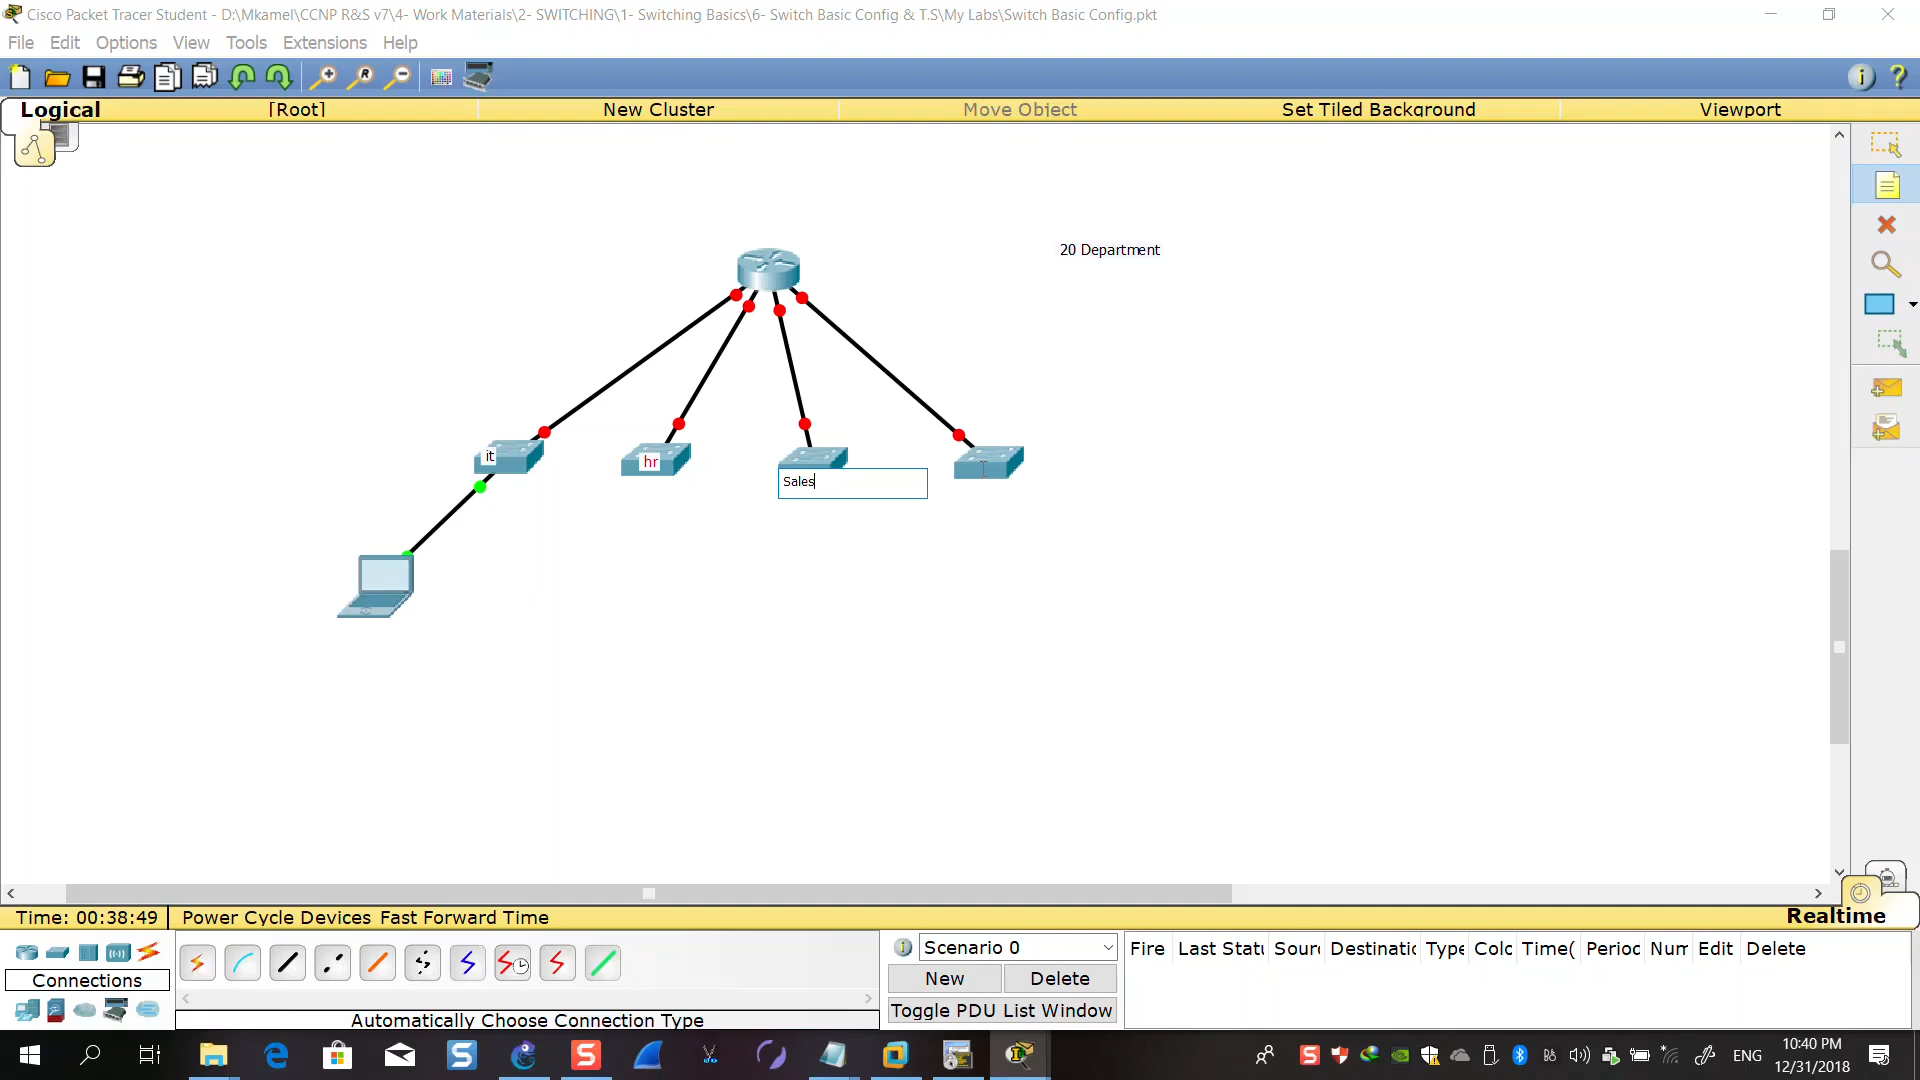 Cisco Packet Tracer Student - D:\Mkamel\CCNP R&S v7\4- Work Materials\2- SWITCHING\1- Switching Basics\6- Switch Basic Config & T.S\My Labs\Switch Basic Config.pkt
File Edit Options View Tools Extensions Help
Logical [Root] New Cluster Move Object Set Tiled Background Viewport
20 Department
it
hr
Sales
Time: 00:38:49 Power Cycle Devices Fast Forward Time Realtime
Scenario 0
Fire Last Statu Sourc Destinatic Type Colc Time( Perioc Num Edit Delete
Connections
New Delete
Toggle PDU List Window
Automatically Choose Connection Type
ENG
10:40 PM
12/31/2018